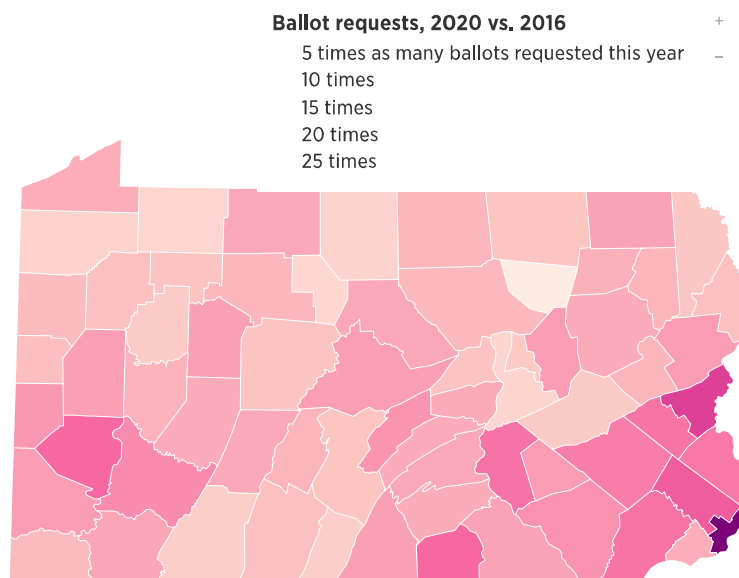 Ballot requests, 2020 vs. 2016
+
5 times as many ballots requested this year
–
10 times
15 times
20 times
25 times